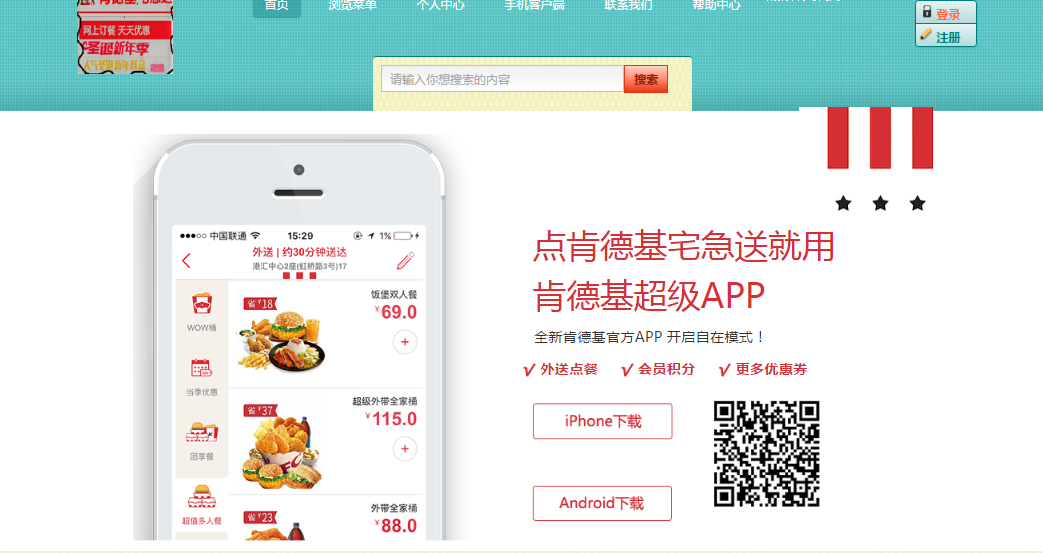 首页 浏览菜单 个人中心 手机客户端 联系我们 帮助中心
登录
注册
网上订餐 天天优惠
圣诞新年季
请输入你想搜索的内容 搜索
中国联通 15:29 1%
外送 | 约30分钟送达
港汇中心2座(虹桥路3号)17
WOW桶
当季优惠
团享餐
超值多人餐
省¥18
饭堡双人餐
¥69.0
省¥37
超级外带全家桶
¥115.0
省¥23
外带全家桶
¥88.0
点肯德基宅急送就用
肯德基超级APP
全新肯德基官方APP 开启自在模式！
外送点餐 会员积分 更多优惠券
iPhone下载
Android下载